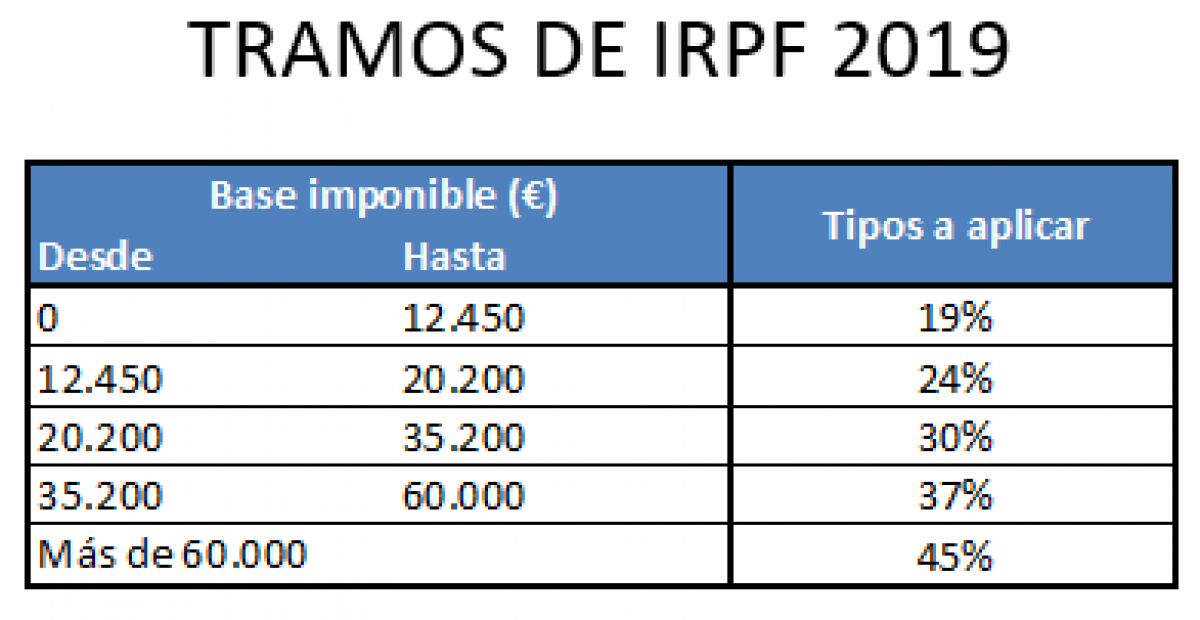 TRAMOS DE IRPF 2019
Base imponible (€)
Tipos a aplicar
Desde Hasta
0 12.450 19%
12.450 20.200 24%
20.200 35.200 30%
35.200 60.000 37%
Más de 60.000 45%